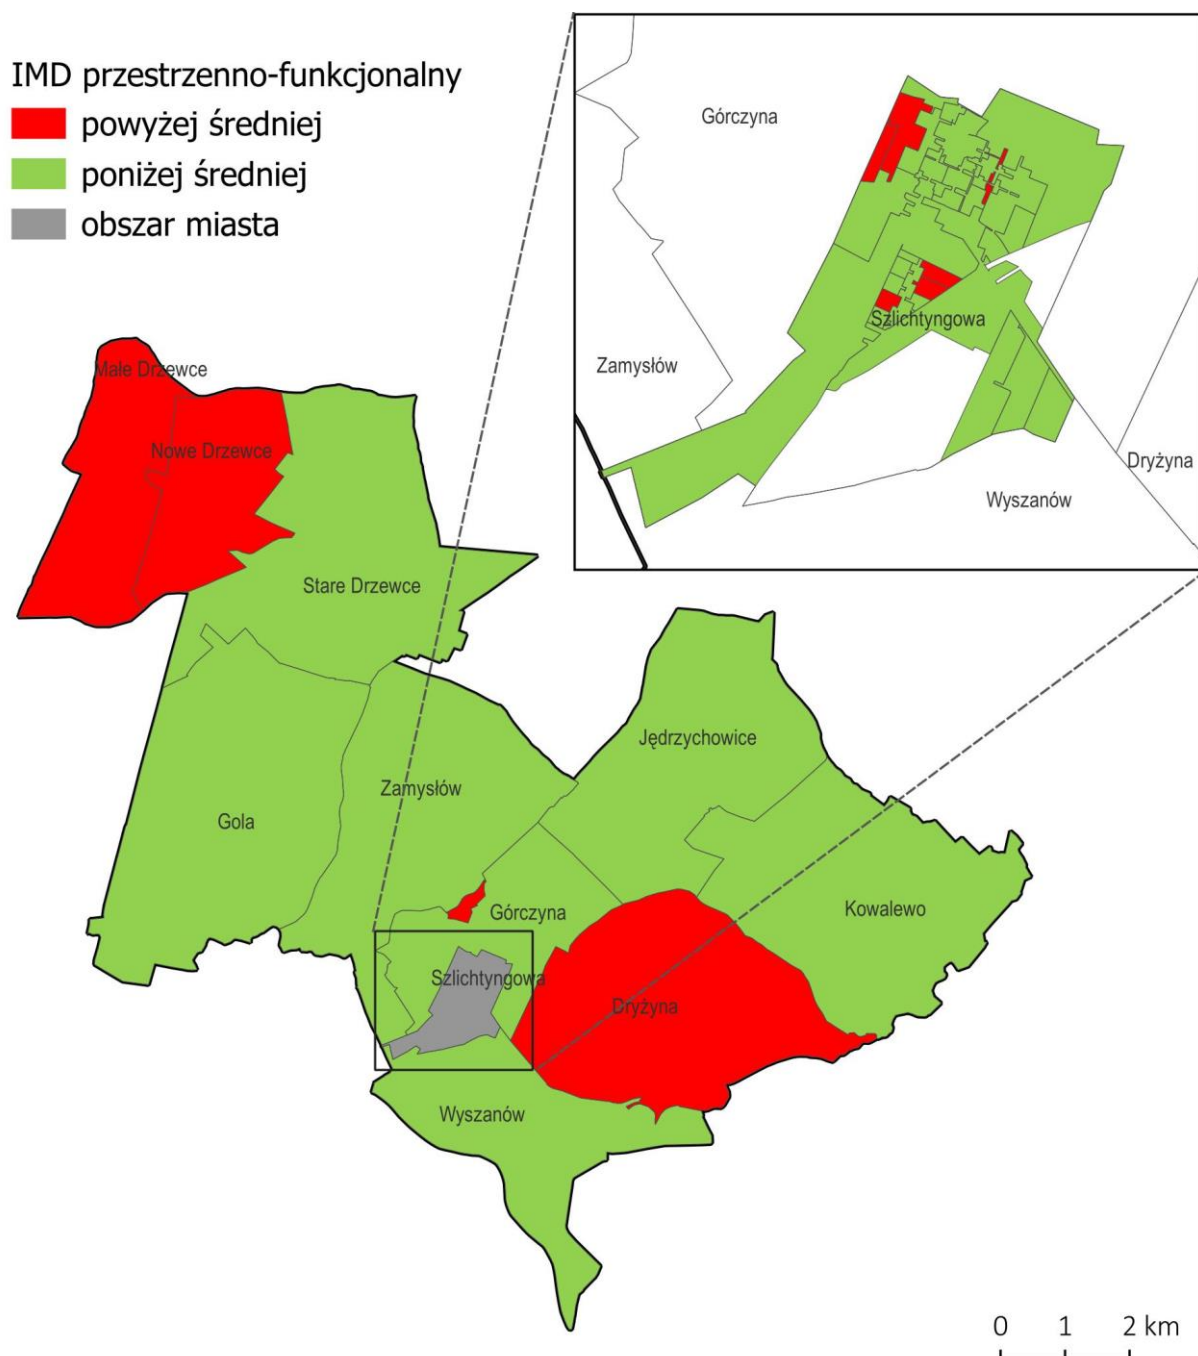 IMD przestrzenno-funkcjonalny
powyżej średniej
poniżej średniej
obszar miasta
Górczyna
Szlichtyngowa
Zamysłów
Dryżyna
Wyszanów
Małe Drzewce
Nowe Drzewce
Stare Drzewce
Jędrzychowice
Zamysłów
Gola
Kowalewo
Górczyna
Szlichtyngowa
Dryżyna
Wyszanów
0 1 2 km